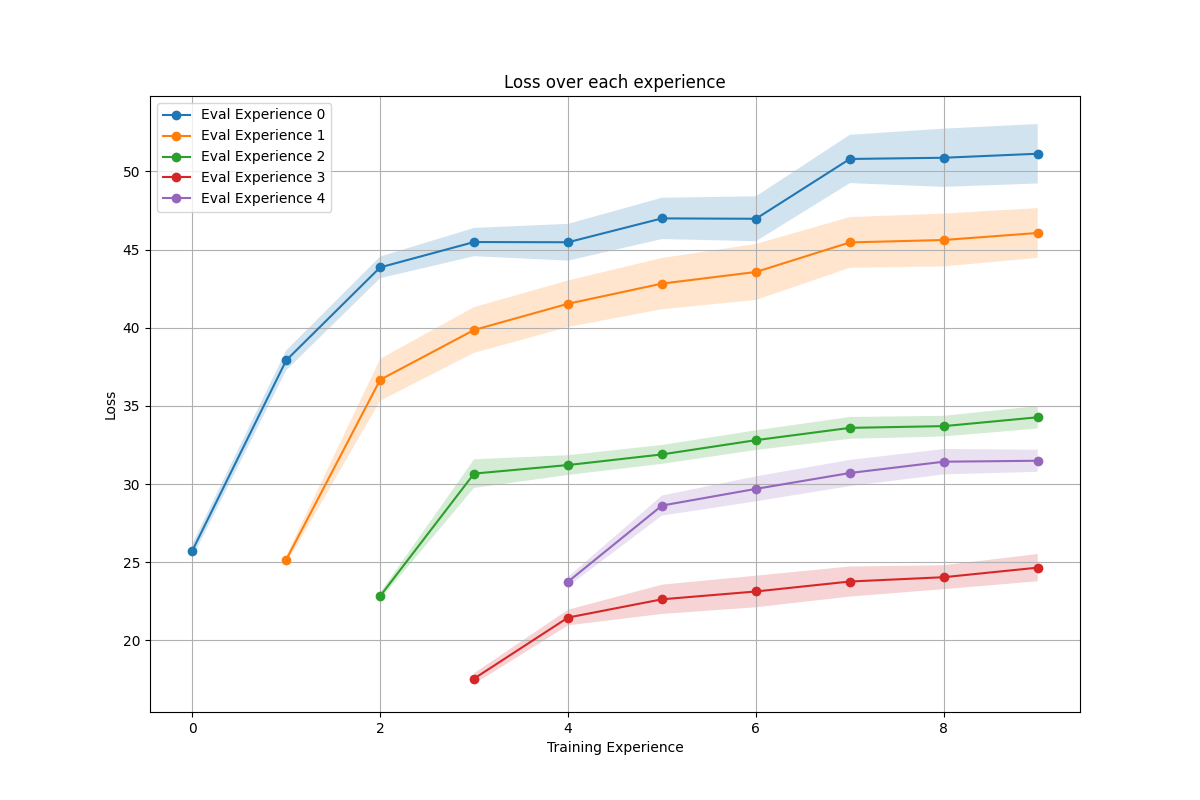 Loss over each experience
Eval Experience 0
Eval Experience 1
Eval Experience 2
Eval Experience 3
Eval Experience 4
50
45
40
35
30
25
20
Loss
0 2 4 6 8
Training Experience